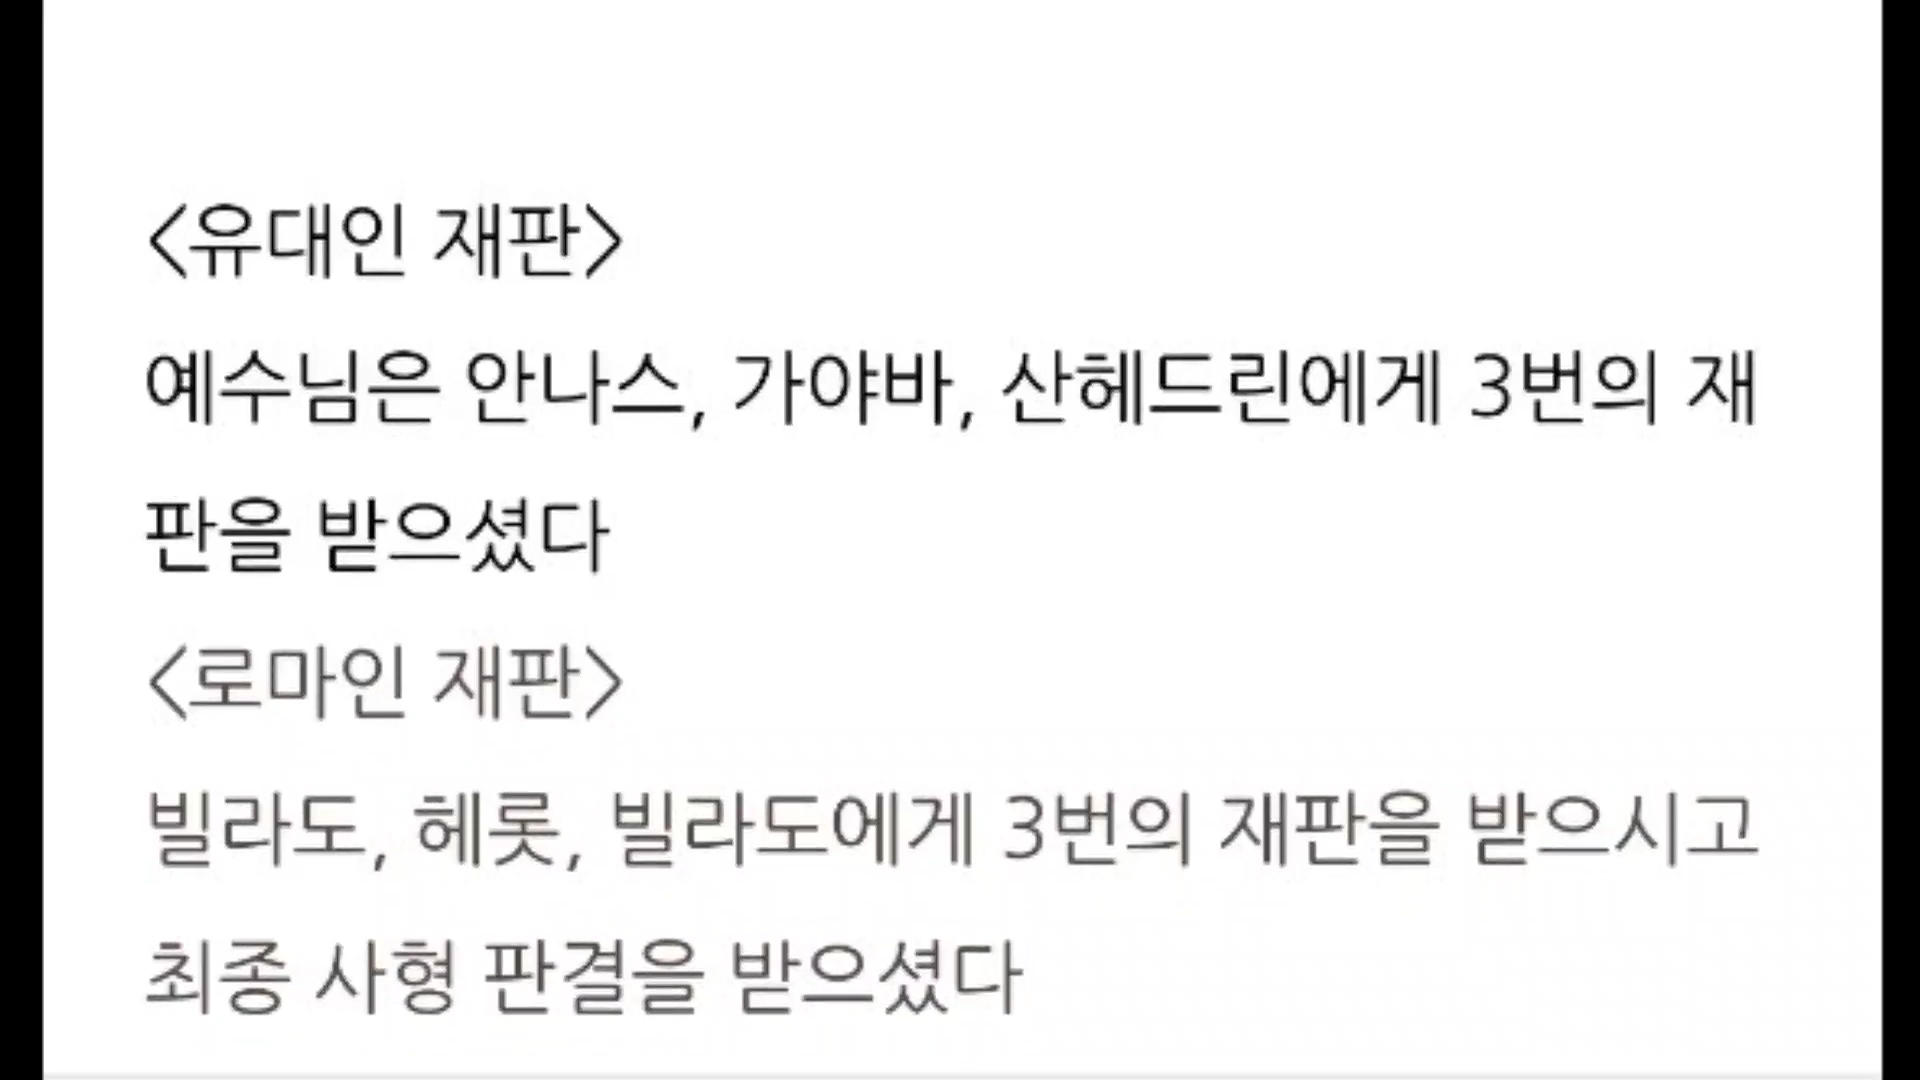 <유대인 재판>
예수님은 안나스, 가야바, 산헤드린에게 3번의 재
판을 받으셨다
<로마인 재판>
빌라도, 헤롯, 빌라도에게 3번의 재판을 받으시고
최종 사형 판결을 받으셨다